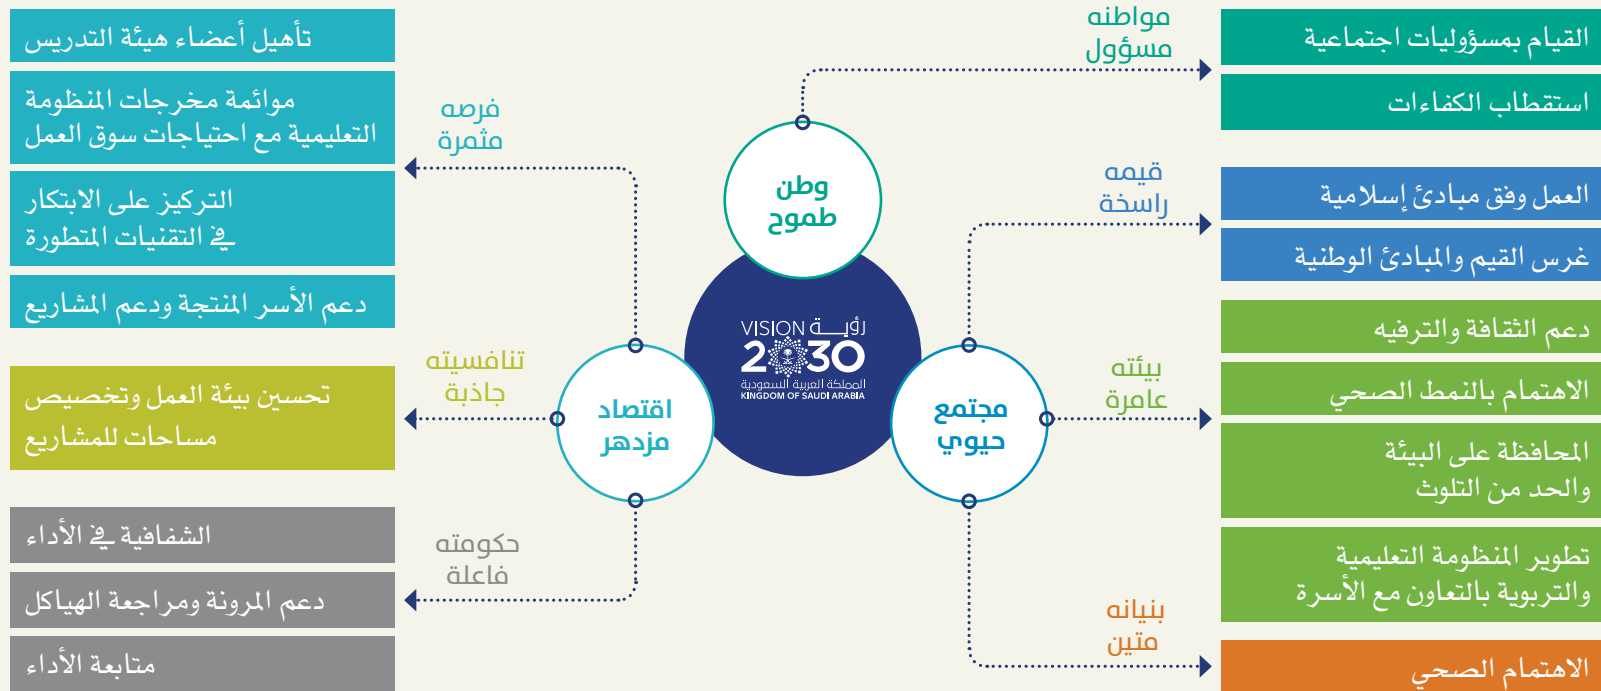 مواطنه
مسؤول
القيام بمسؤوليات اجتماعية
استقطاب الكفاءات
قيمه
راسخة
العمل وفق مبادئ إسلامية
غرس القيم والمبادئ الوطنية
بيئته
عامرة
دعم الثقافة والترفيه
الاهتمام بالنمط الصحي
المحافظة على البيئة
والحد من التلوث
تطوير المنظومة التعليمية
والتربوية بالتعاون مع الأسرة
بنيانه
متين
الاهتمام الصحي
وطن
طموح
رؤيــة VISION
2030
المملكة العربية السعودية
KINGDOM OF SAUDI ARABIA
مجتمع
حيوي
اقتصاد
مزدهر
فرصه
مثمرة
تأهيل أعضاء هيئة التدريس
موائمة مخرجات المنظومة
التعليمية مع احتياجات سوق العمل
التركيز على الابتكار
في التقنيات المتطورة
دعم الأسر المنتجة ودعم المشاريع
تنافسيته
جاذبة
تحسين بيئة العمل وتخصيص
مساحات للمشاريع
حكومته
فاعلة
الشفافية في الأداء
دعم المرونة ومراجعة الهياكل
متابعة الأداء